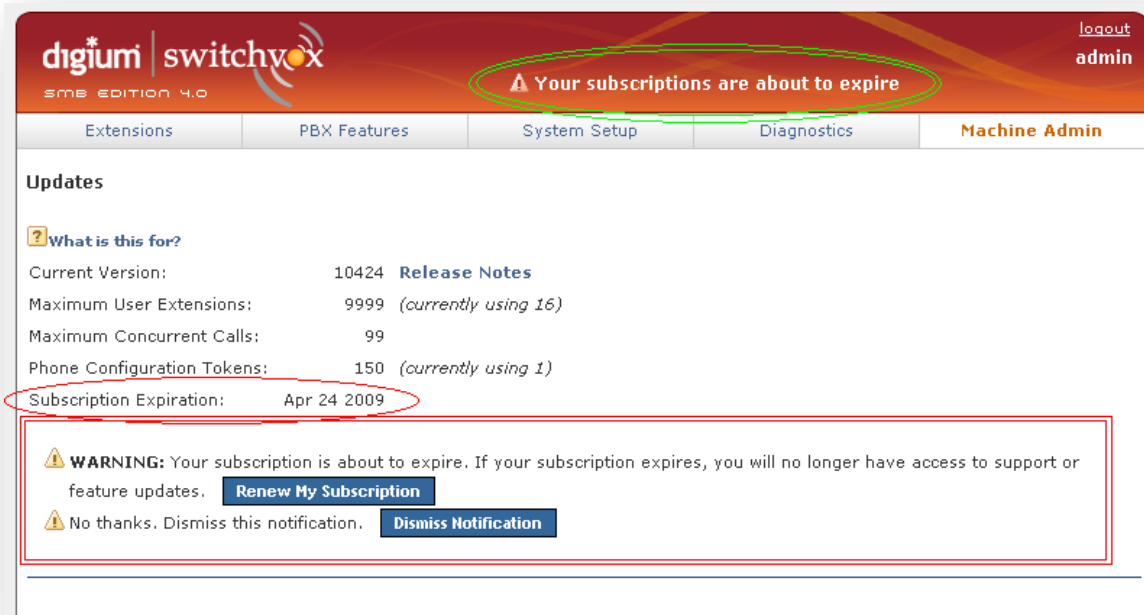 logout
digium | switchvox
admin
Your subscriptions are about to expire
SMB EDITION 4.0
Extensions PBX Features System Setup Diagnostics Machine Admin
Updates
? What is this for?
Current Version: 10424 Release Notes
Maximum User Extensions: 9999 (currently using 16)
Maximum Concurrent Calls: 99
Phone Configuration Tokens: 150 (currently using 1)
Subscription Expiration: Apr 24 2009
WARNING: Your subscription is about to expire. If your subscription expires, you will no longer have access to support or
feature updates. Renew My Subscription
No thanks. Dismiss this notification. Dismiss Notification